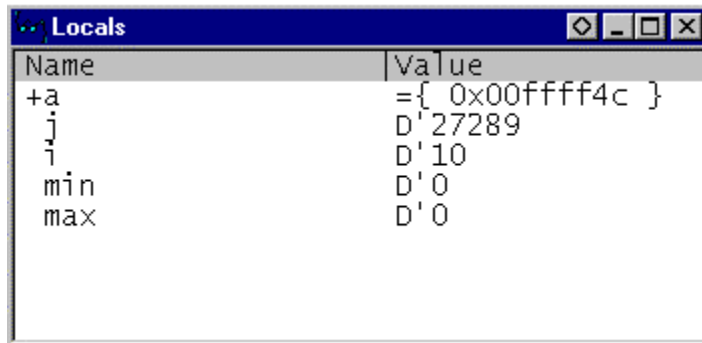 Locals
Name Value
+a ={ 0x00ffff4c }
j D'27289
i D'10
min D'0
max D'0